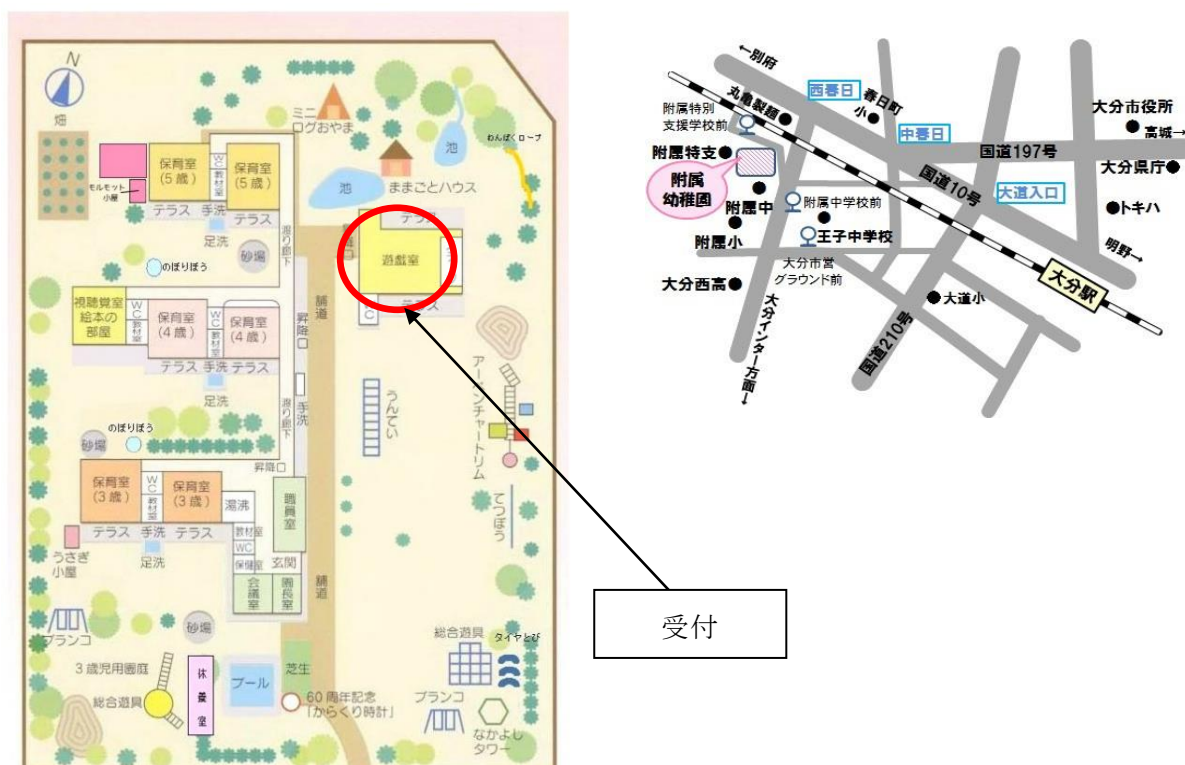 N
畑
ミニ
ログおやま
池
わんぱくロープ
保育室
(5歳)
WC
教材室
保育室
(5歳)
モルモット
小屋
池
ままごとハウス
テラス
手洗
テラス
足洗
渡り廊下
砂場
テラス
遊戯室
のぼりぼう
舗道
テラス
WC
視聴覚室
絵本の
部屋
WC
教材室
保育室
(4歳)
WC
教材室
保育室
(4歳)
昇降口
テラス
手洗
テラス
足洗
渡り廊下
手洗
うんてい
アドベンチャートリム
のぼりぼう
砂場
昇降口
保育室
(3歳)
WC
教材室
保育室
(3歳)
湯沸
職員室
てつぼう
テラス
手洗
テラス
教材室
WC
うさぎ
小屋
足洗
保健室
玄関
会議室
園長室
舗道
ブランコ
砂場
総合遊具
タイヤとび
3歳児用園庭
休養室
プール
芝生
総合遊具
60周年記念
「からくり時計」
ブランコ
なかよし
タワー
受付
←別府
丸亀製麺
西春日
春日町
小
大分市役所
附属特別
支援学校前
中春日
高城→
国道197号
附属特支
大分県庁
附属
幼稚園
国道10号
大道入口
附属中
附属中学校前
トキハ
附属小
王子中学校
明野→
大分市営
グラウンド前
大分駅
大分西高
大道小
大分インター方面→
国道210号